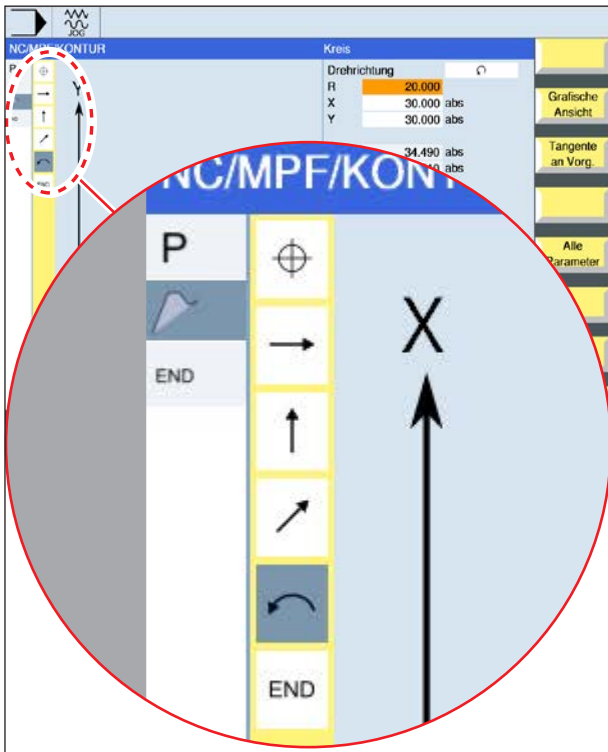 JOG
NC/MPF/KONTUR
Kreis
P
Y
END
Drehrichtung
R 20.000
X 30.000 abs
Y 30.000 abs
34.490 abs
abs
Grafische
Ansicht
Tangente
an Vorg.
Alle
Parameter
NC/MPF/KONTUR
P
X
END
END